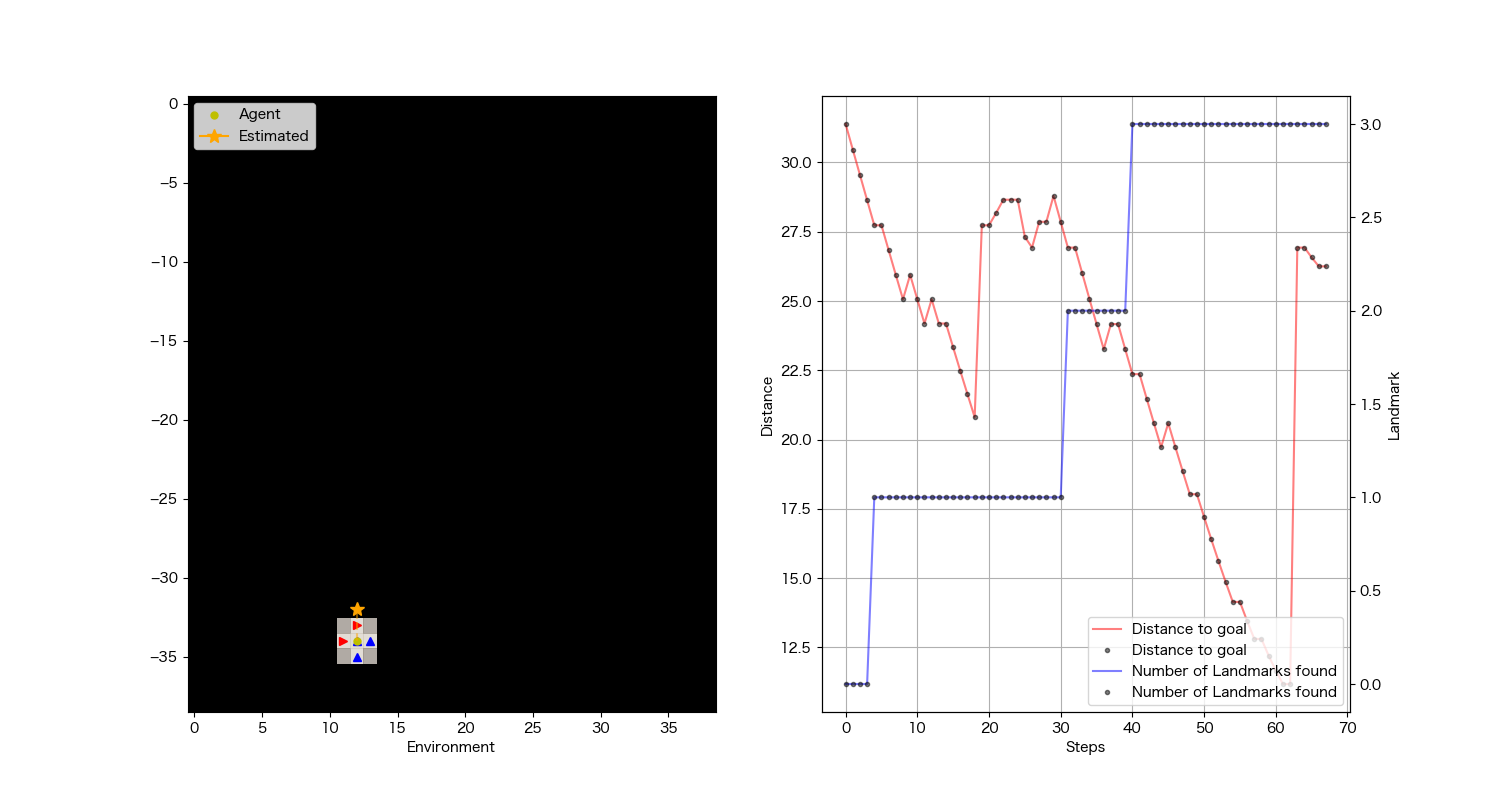 Agent
Estimated
0
−5
−10
−15
−20
−25
−30
−35
0 5 10 15 20 25 30 35
Environment
Distance
30.0
27.5
25.0
22.5
20.0
17.5
15.0
12.5
0 10 20 30 40 50 60 70
Steps
3.0
2.5
2.0
1.5
1.0
0.5
0.0
Landmark
Distance to goal
Distance to goal
Number of Landmarks found
Number of Landmarks found